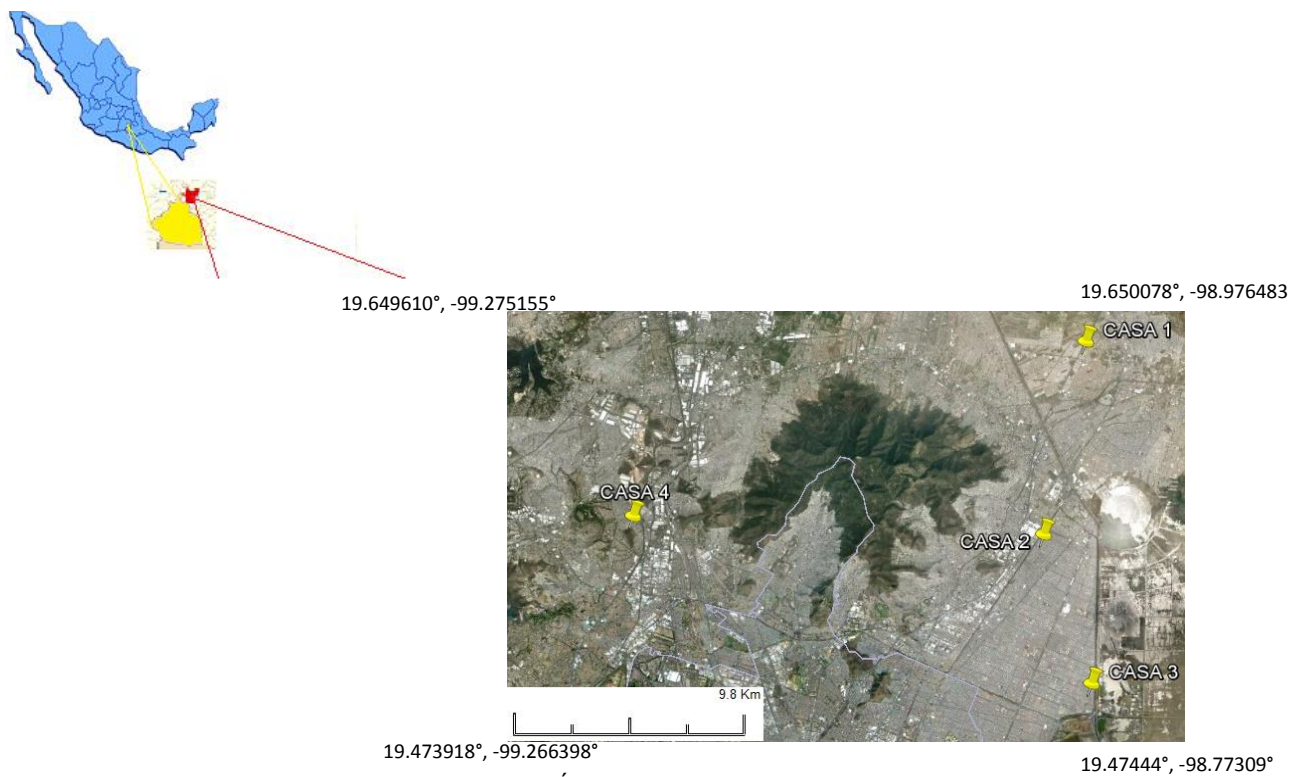 19.649610°, -99.275155°
19.650078°, -98.976483
CASA 1
CASA 4
CASA 2
CASA 3
9.8 Km
19.473918°, -99.266398°
19.47444°, -98.77309°